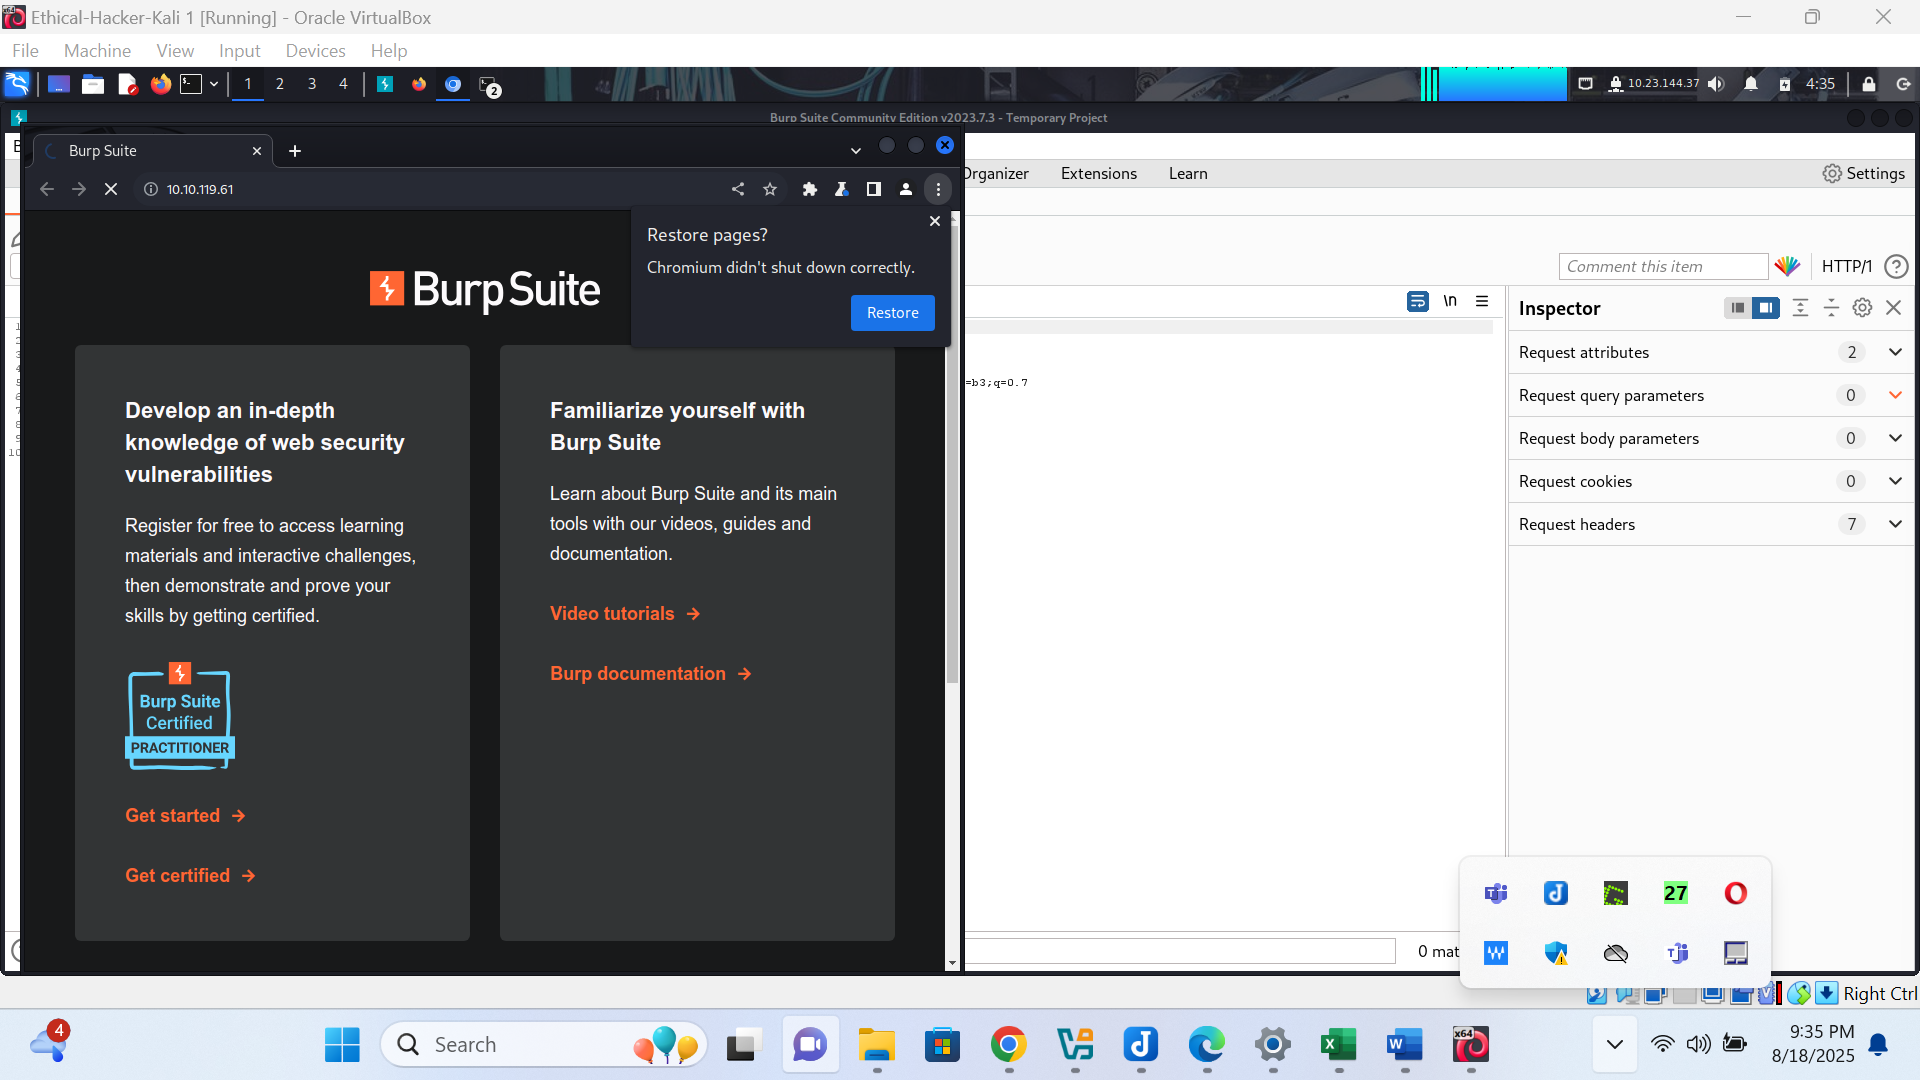 Ethical-Hacker-Kali 1 [Running] - Oracle VirtualBox
File Machine View Input Devices Help
1 2 3 4 2 10.23.144.37 4:35
Burp Suite Community Edition v2023.7.3 - Temporary Project
Burp Suite
Organizer Extensions Learn Settings
10.10.119.61
Restore pages?
Chromium didn't shut down correctly.
Restore
Comment this item HTTP/1
Burp Suite
\n
Inspector
Request attributes 2
Request query parameters 0
Request body parameters 0
Request cookies 0
Request headers 7
=b3;q=0.7
10
Develop an in-depth
knowledge of web security
vulnerabilities
Register for free to access learning
materials and interactive challenges,
then demonstrate and prove your
skills by getting certified.
Burp Suite
Certified
PRACTITIONER
Get started →
Get certified →
Familiarize yourself with
Burp Suite
Learn about Burp Suite and its main
tools with our videos, guides and
documentation.
Video tutorials →
Burp documentation →
0 mat
27
Right Ctrl
4
Search
x64
9:35 PM
8/18/2025